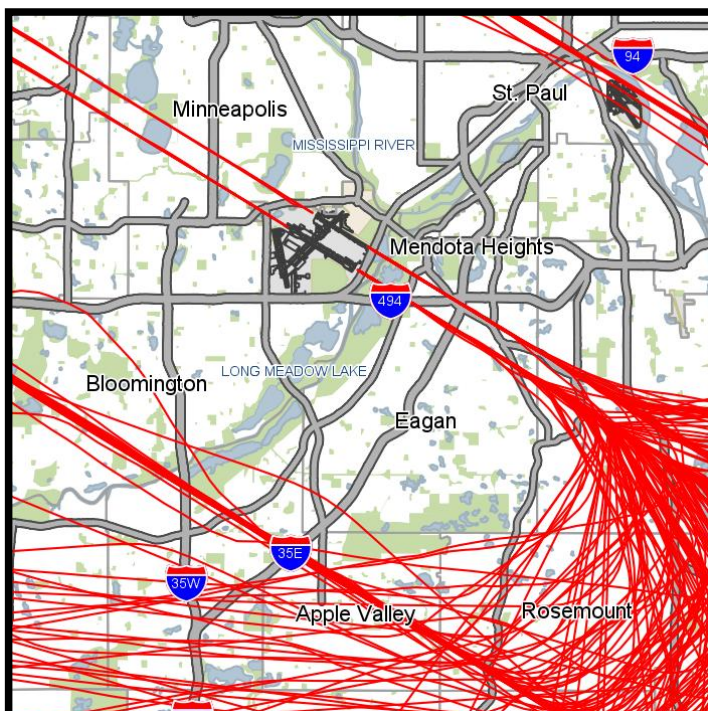 94
St. Paul
Minneapolis
MISSISSIPPI RIVER
Mendota Heights
494
LONG MEADOW LAKE
Bloomington
Eagan
35E
35W
Apple Valley
Rosemount